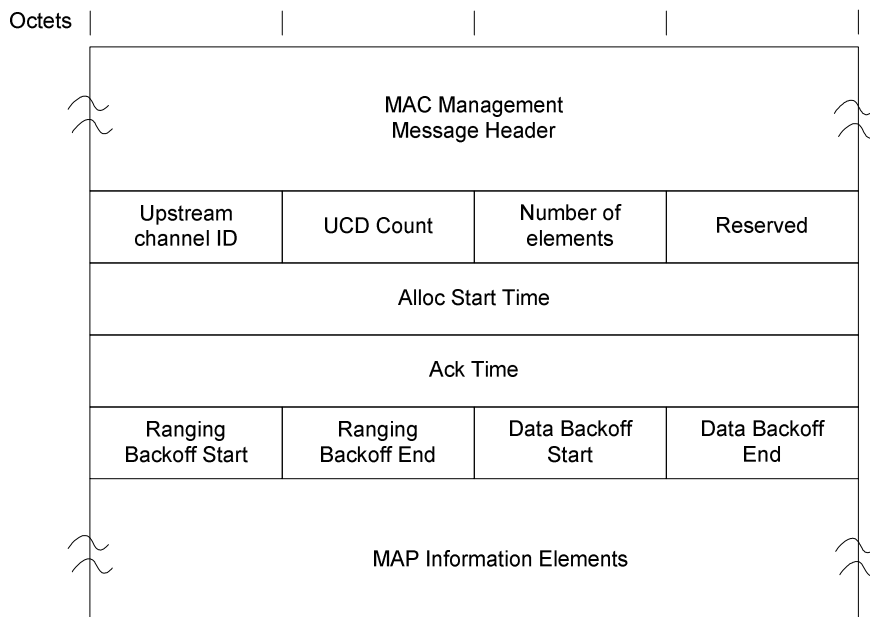 Octets
MAC Management
Message Header
Upstream
channel ID
UCD Count
Number of
elements
Reserved
Alloc Start Time
Ack Time
Ranging
Backoff Start
Ranging
Backoff End
Data Backoff
Start
Data Backoff
End
MAP Information Elements